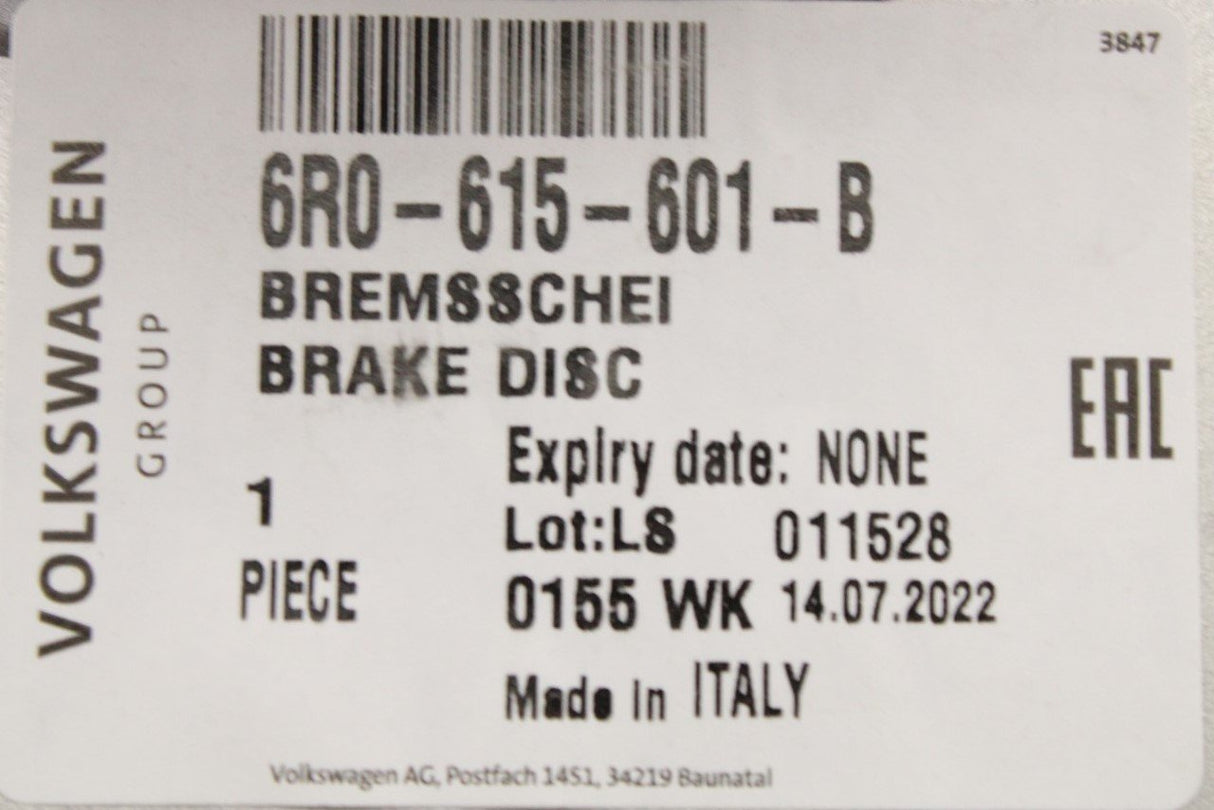 3847
VOLKSWAGEN
GROUP
6R0-615-601-B
BREMSSCHEI
BRAKE DISC
EAC
Expiry date: NONE
1
Lot:LS 011528
PIECE
0155 WK 14.07.2022
Made in ITALY
Volkswagen AG, Postfach 1451, 34219 Baunatal